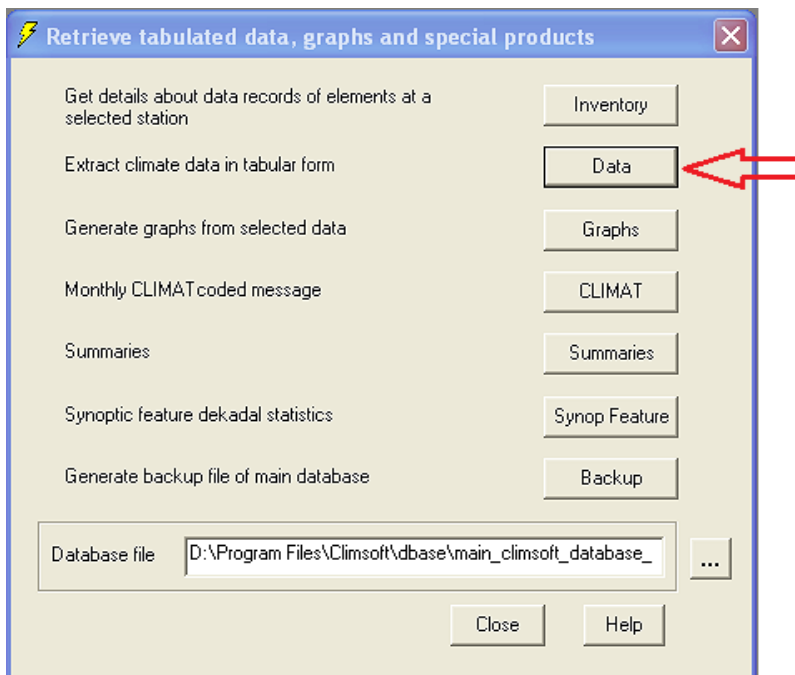 Retrieve tabulated data, graphs and special products
Get details about data records of elements at a
selected station
Inventory
Extract climate data in tabular form
Data
Generate graphs from selected data
Graphs
Monthly CLIMAT coded message
CLIMAT
Summaries
Summaries
Synoptic feature dekadal statistics
Synop Feature
Generate backup file of main database
Backup
Database file
D:\Program Files\Climsoft\dbase\main_climsoft_database_
...
Close
Help